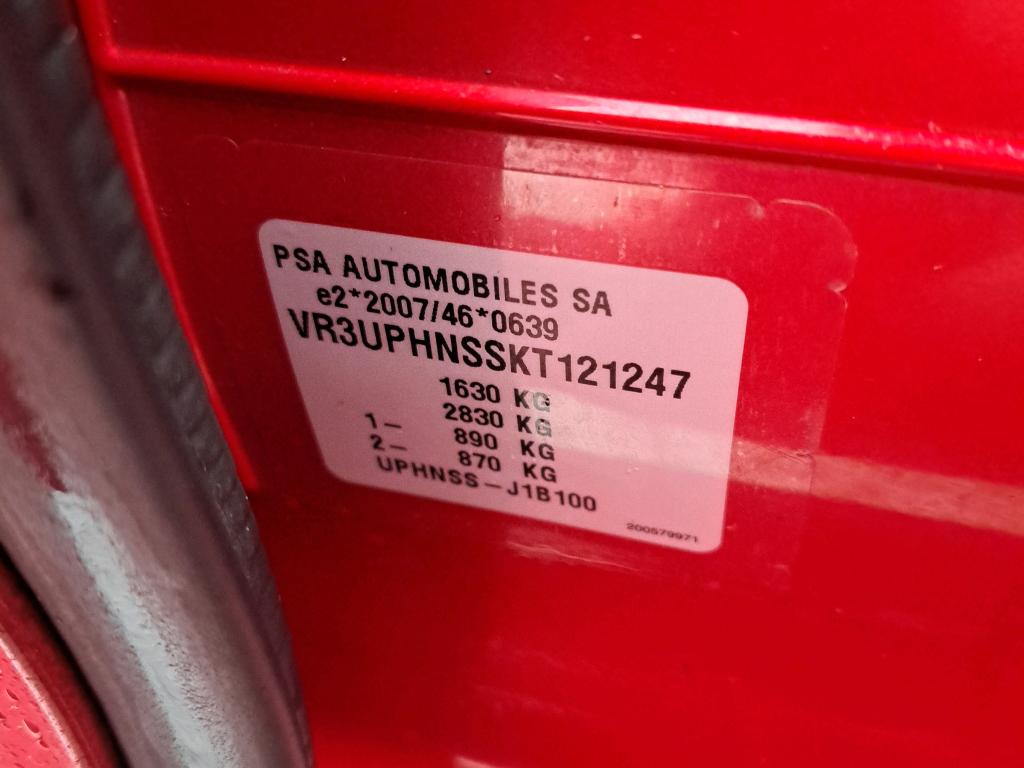 PSA AUTOMOBILES SA
e2*2007/46*0639
VR3UPHNSSKT121247
1630 KG
2830 KG
1- 890 KG
2- 870 KG
UPHNSS-J1B100
200579971